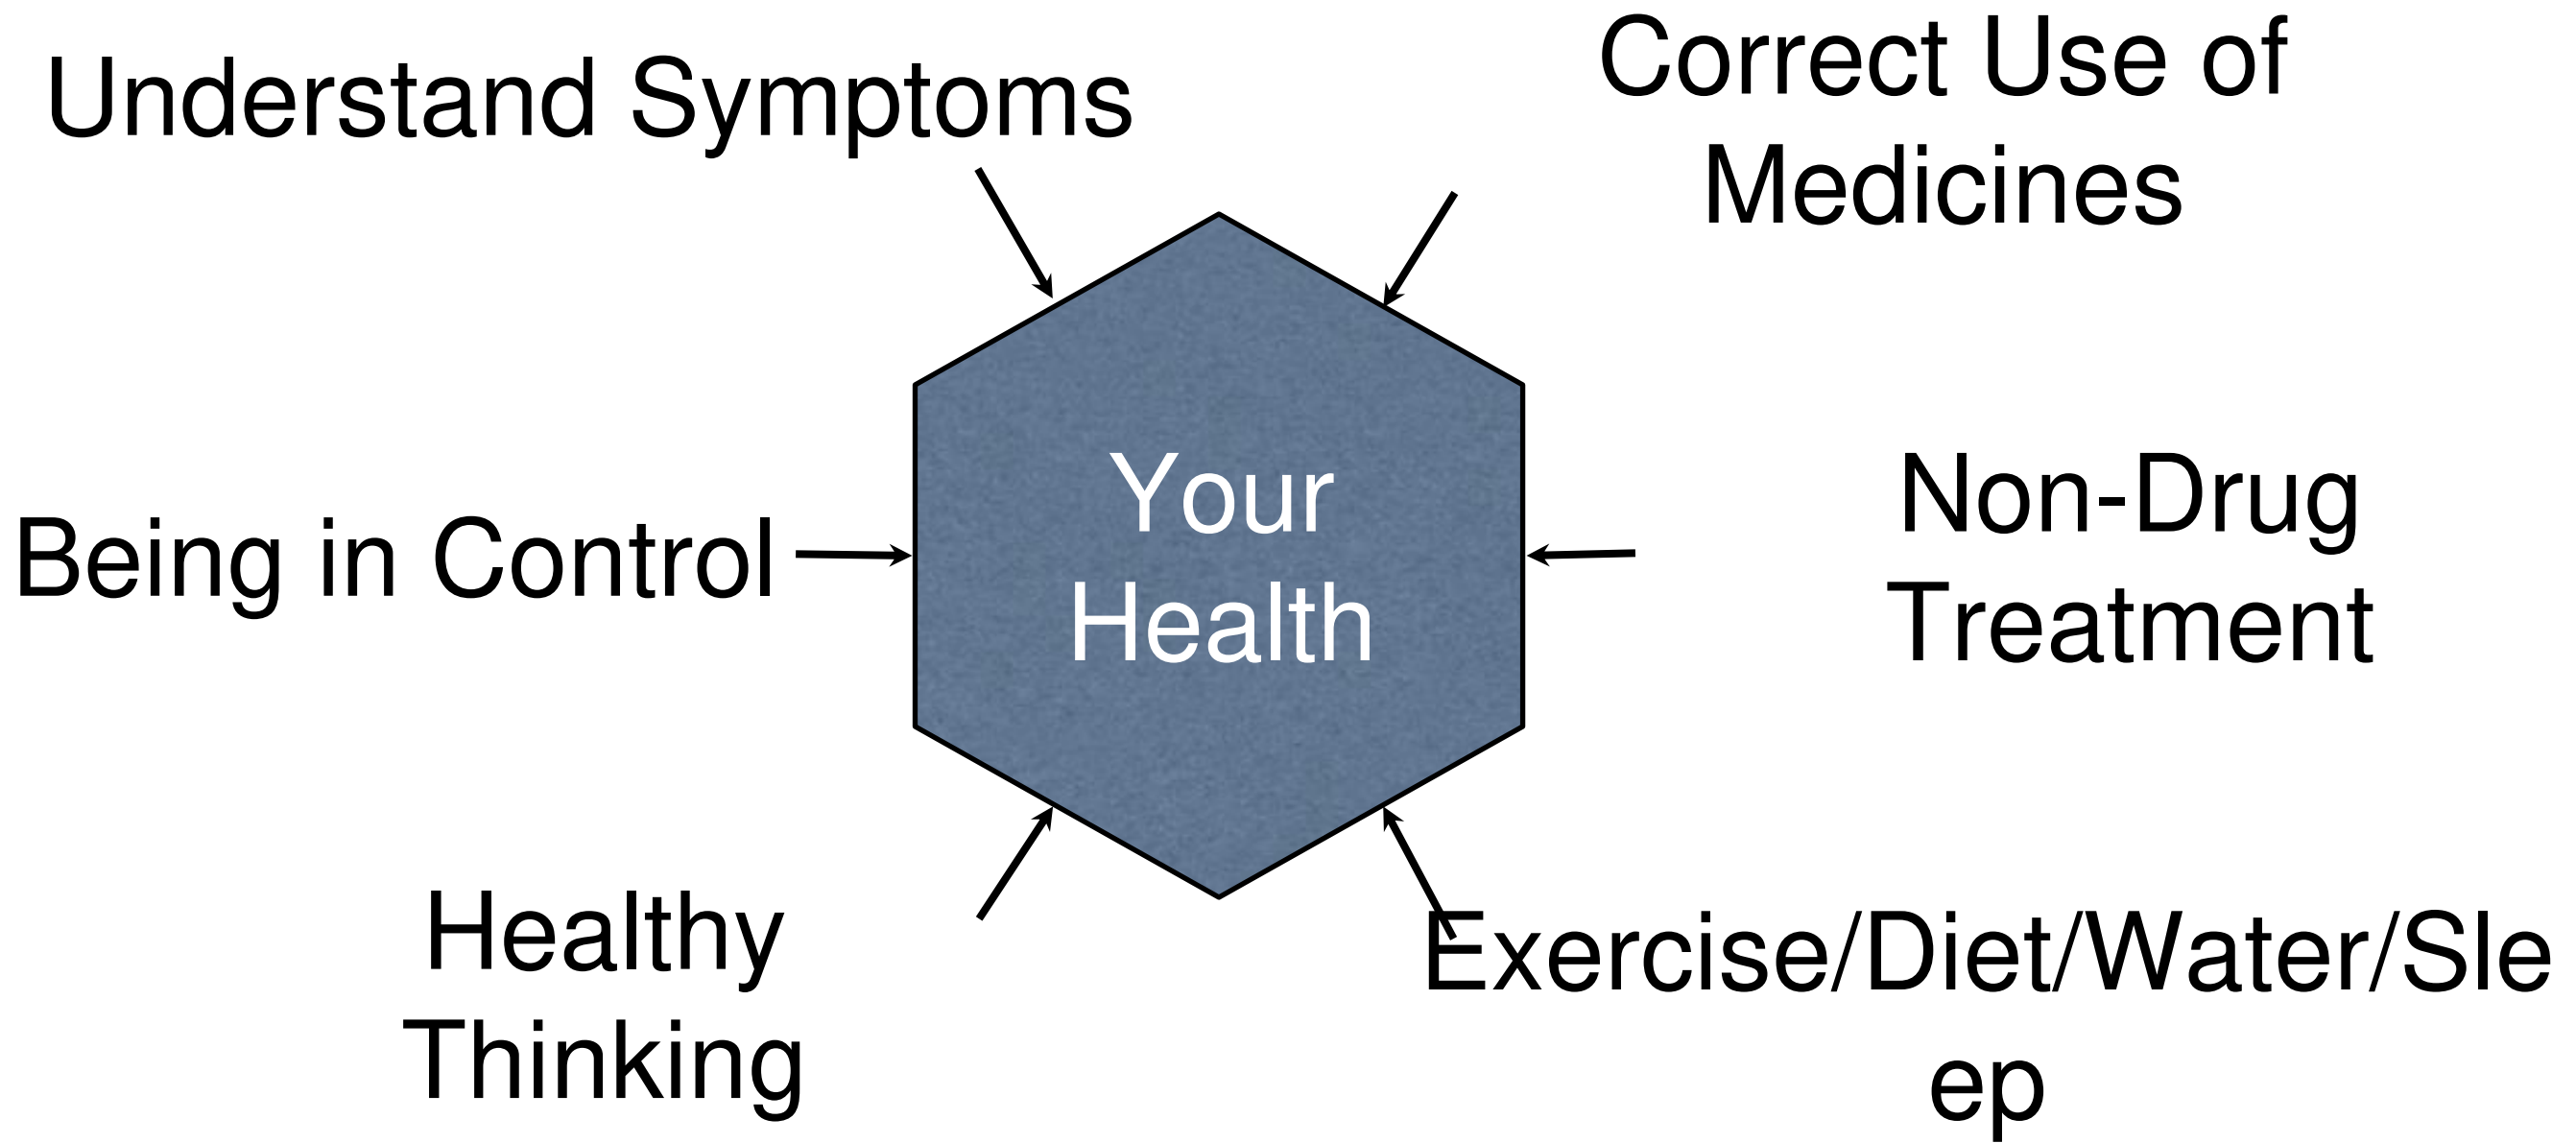 Understand Symptoms
Correct Use of
Medicines
Being in Control
Your
Health
Non-Drug
Treatment
Healthy
Thinking
Exercise/Diet/Water/Sle
ep